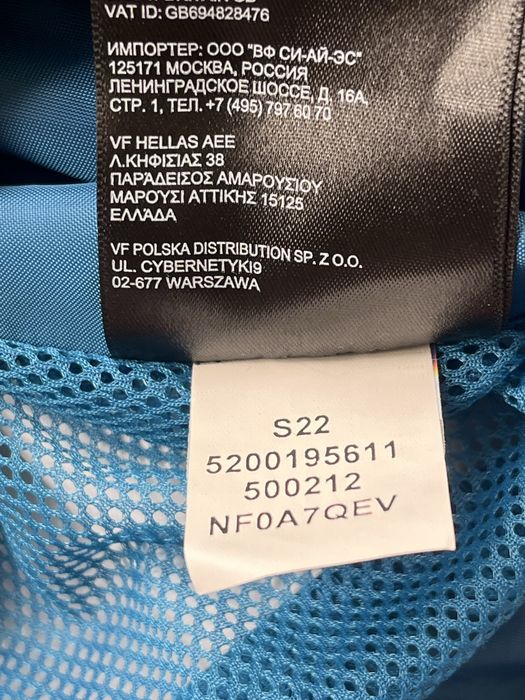 VAT ID: GB694828476
ИМПОРТЕР: ООО "ВФ СИ-АЙ-ЭС"
125171 МОСКВА, РОССИЯ
ЛЕНИНГРАДСКОЕ ШОССЕ, Д. 16А,
СТР. 1, ТЕЛ. +7 (495) 797 60 70
VF HELLAS AEE
Λ.ΚΗΦΙΣΙΑΣ 38
ΠΑΡΑΔΕΙΣΟΣ ΑΜΑΡΟΥΣΙΟΥ
ΜΑΡΟΥΣΙ ΑΤΤΙΚΗΣ 15125
ΕΛΛΑΔΑ
VF POLSKA DISTRIBUTION SP. Z O.O.
UL. CYBERNETYKI9
02-677 WARSZAWA
S22
5200195611
500212
NF0A7QEV